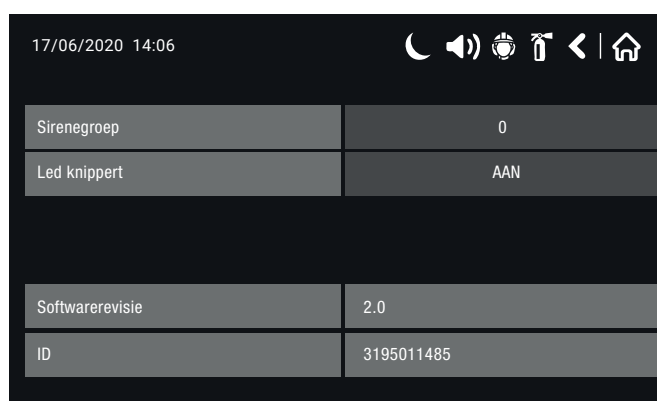 17/06/2020 14:06
Sirenegroep 0
Led knippert AAN
Softwarerevisie 2.0
ID 3195011485